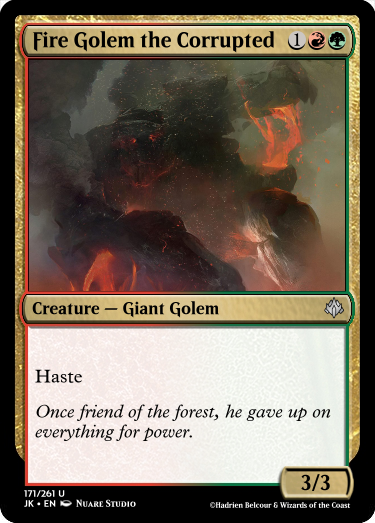 Fire Golem the Corrupted 1
Creature — Giant Golem
Haste
Once friend of the forest, he gave up on
everything for power.
3/3
171/261 U
JK • EN Nuare Studio
©Hadrien Belcour & Wizards of the Coast